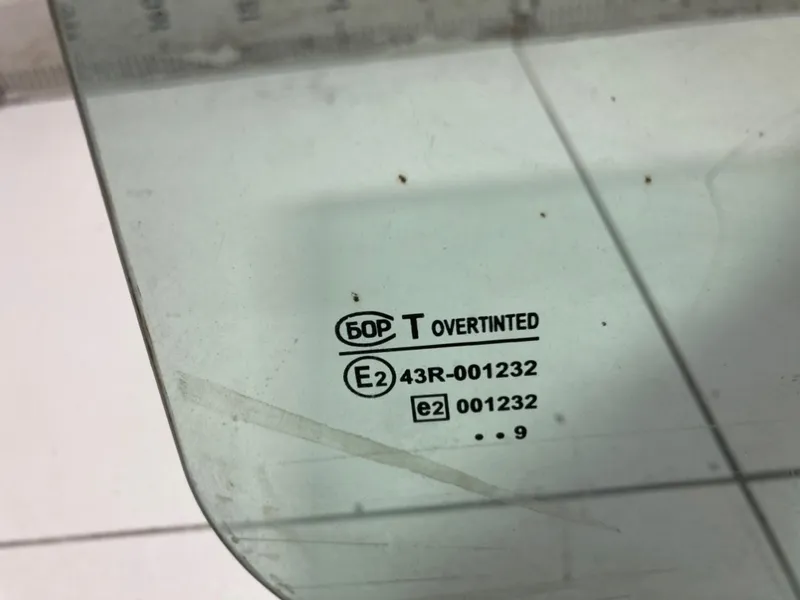 БОР T OVERTINTED
E2 43R-001232
e2 001232
• • 9